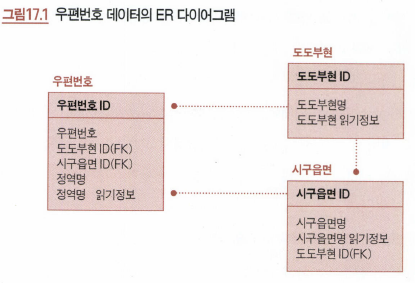 그림17.1 우편번호 데이터의 ER 다이어그램
우편번호
우편번호 ID
우편번호
도도부현 ID(FK)
시구읍면 ID(FK)
정역명
정역명 읽기정보
도도부현
도도부현 ID
도도부현명
도도부현 읽기정보
시구읍면
시구읍면 ID
시구읍면명
시구읍면명 읽기정보
도도부현 ID(FK)